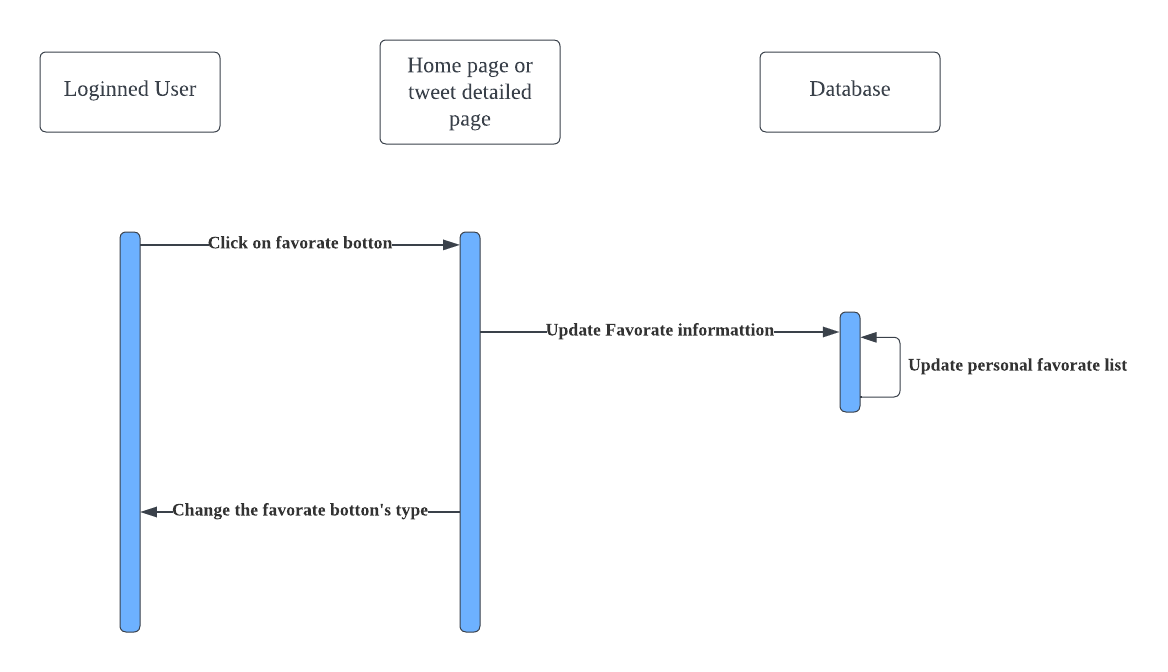 Loginned User
Home page or
tweet detailed
page
Database
Click on favorate botton
Update Favorate informattion
Update personal favorate list
Change the favorate botton's type